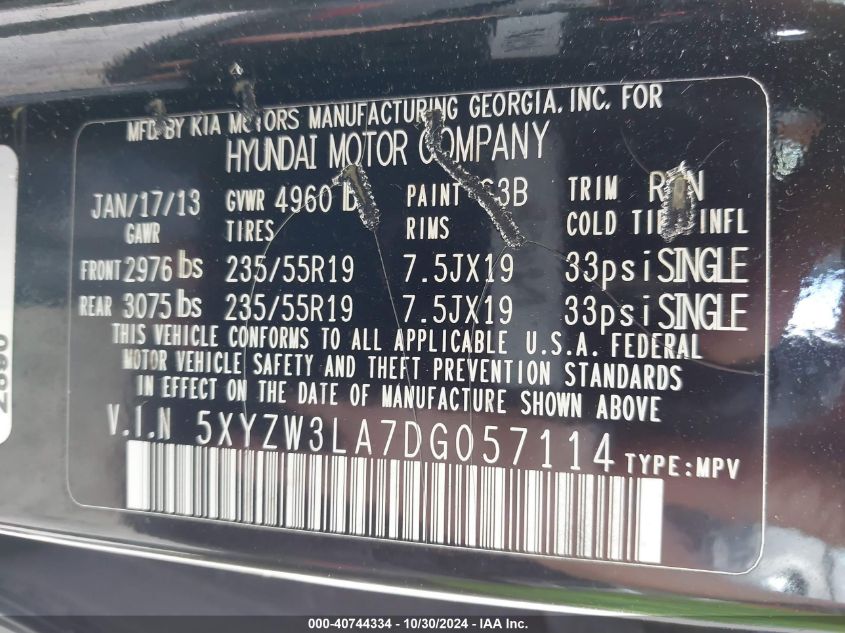 MFD BY KIA MOTORS MANUFACTURING GEORGIA, INC. FOR
HYUNDAI MOTOR COMPANY
JAN/17/13 GVWR 4960 PAINT TRIM
GAWR TIRES RIMS COLD TIRE INFL
FRONT 2976 lbs 235/55R19 7.5JX19 33psi SINGLE
REAR 3075 lbs 235/55R19 7.5JX19 33psi SINGLE
THIS VEHICLE CONFORMS TO ALL APPLICABLE U.S.A. FEDERAL
MOTOR VEHICLE SAFETY AND THEFT PREVENTION STANDARDS
IN EFFECT ON THE DATE OF MANUFACTURE SHOWN ABOVE
V.I.N 5XYZW3LA7DG057114 TYPE:MPV
000-40744334 - 10/30/2024 - IAA Inc.